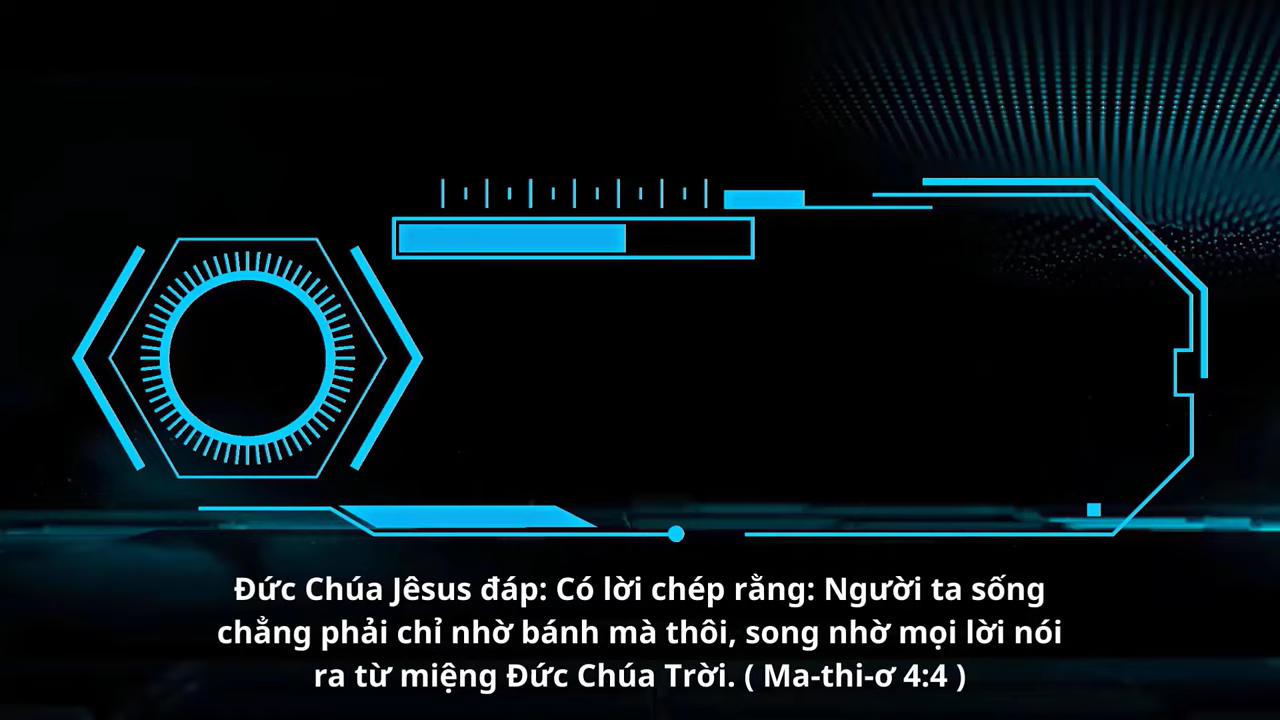 Đức Chúa Jêsus đáp: Có lời chép rằng: Người ta sống
chẳng phải chỉ nhờ bánh mà thôi, song nhờ mọi lời nói
ra từ miệng Đức Chúa Trời. ( Ma-thi-ơ 4:4 )